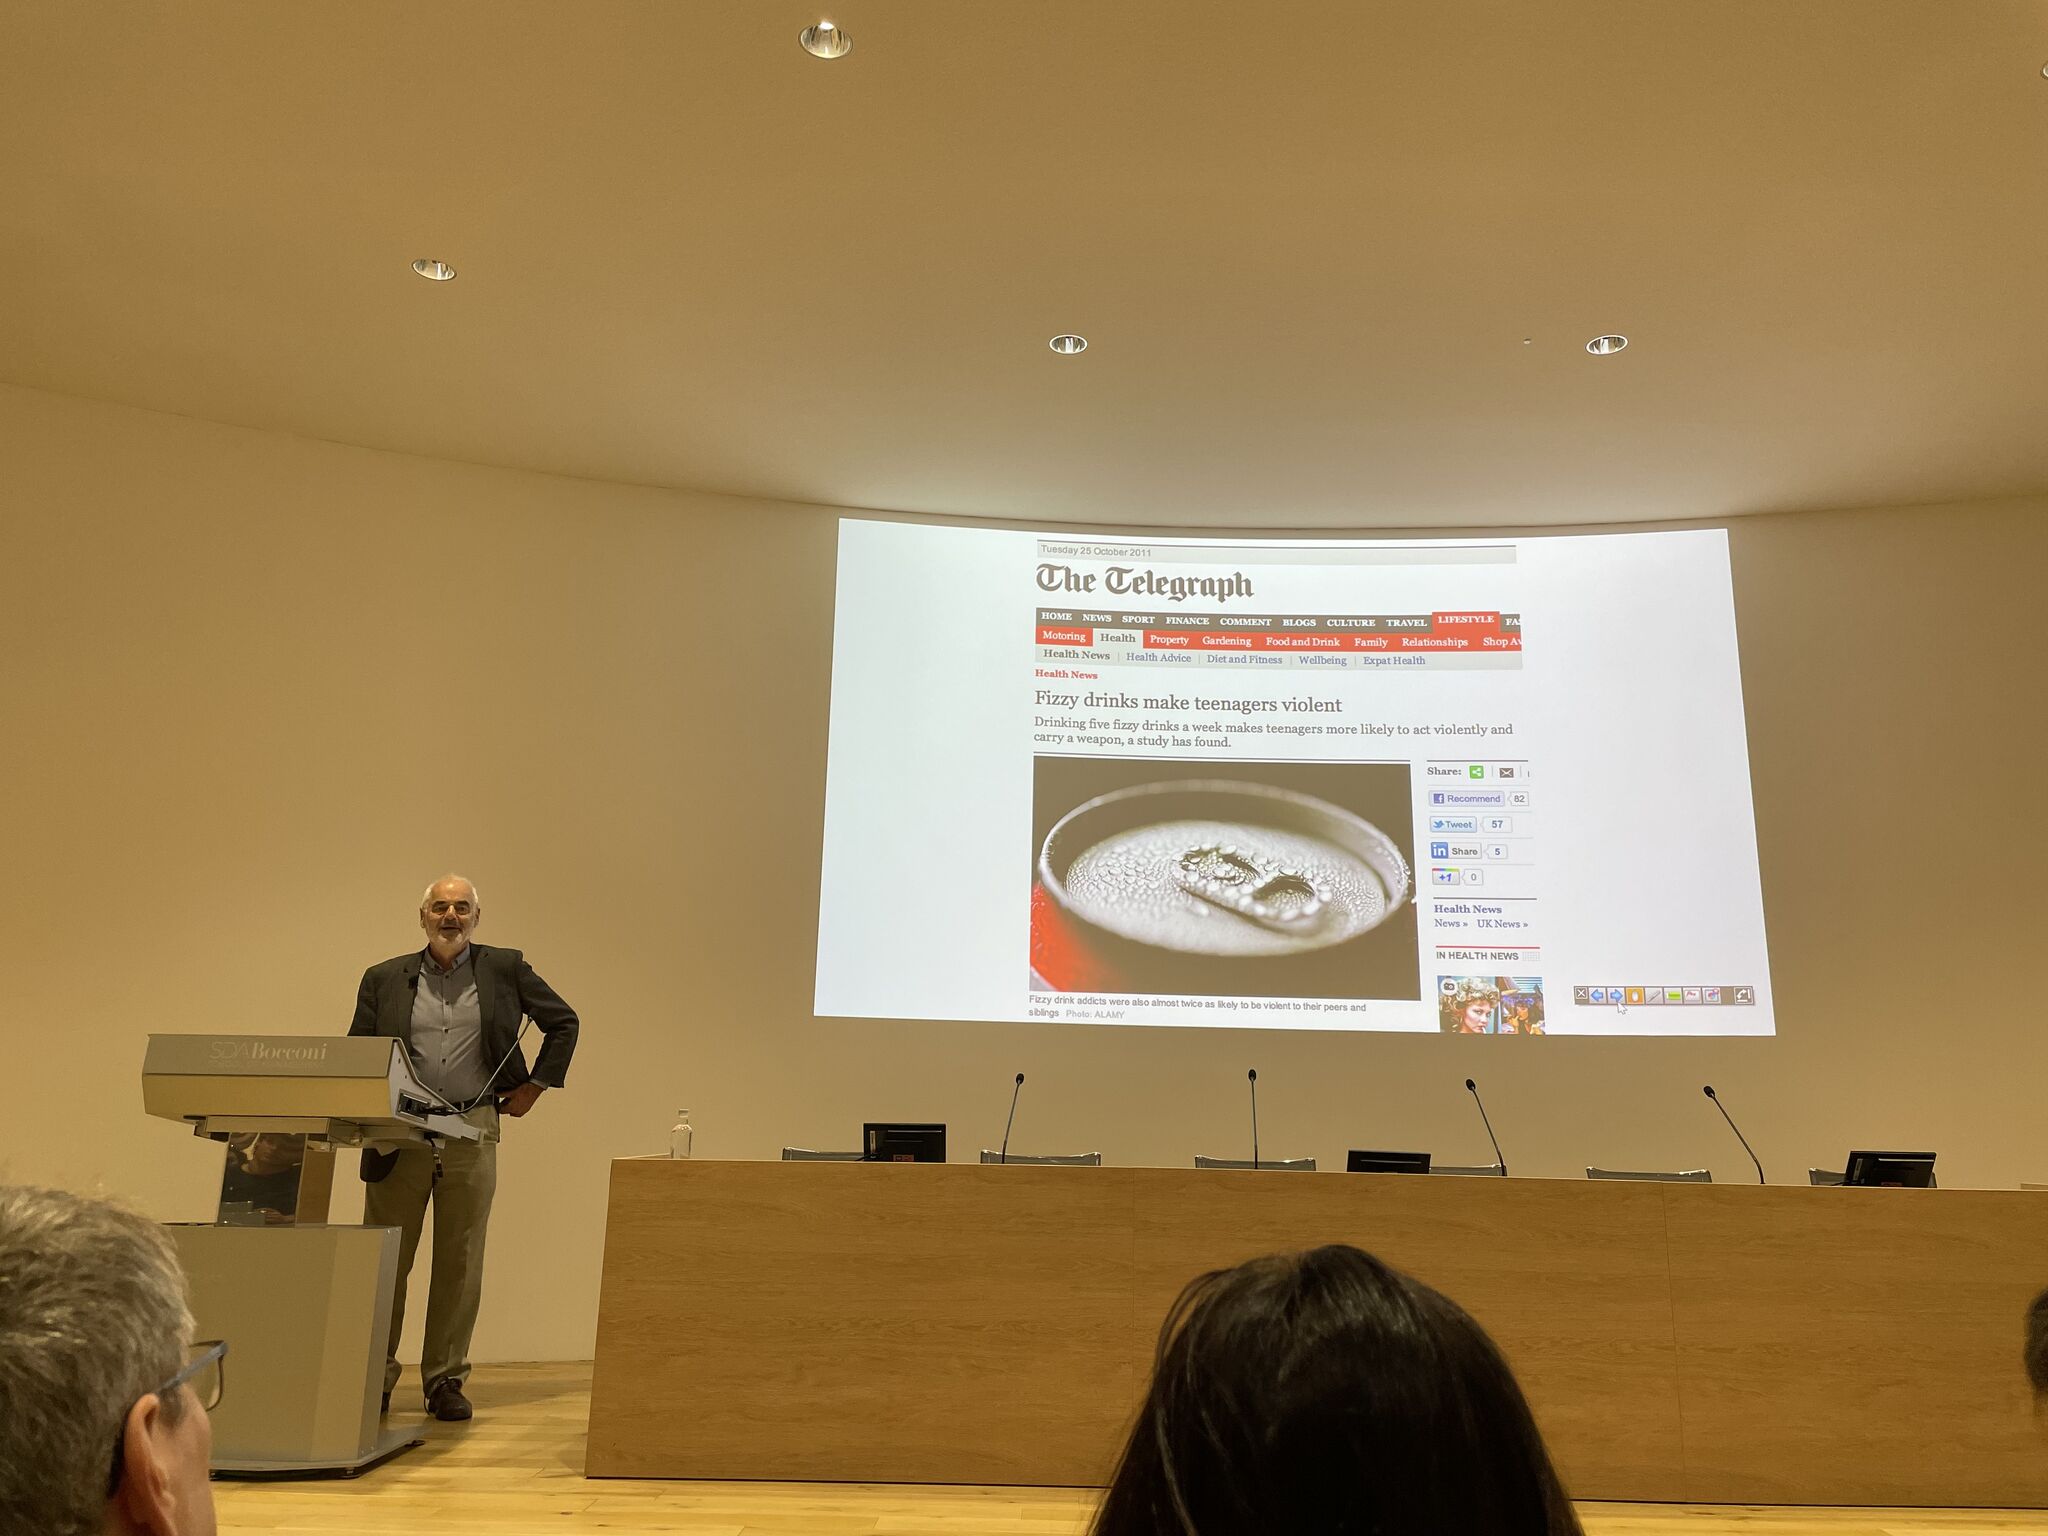 Tuesday 25 October 2011
The Telegraph
HOME NEWS SPORT FINANCE COMMENT BLOGS CULTURE TRAVEL LIFESTYLE FAS
Motoring Health Property Gardening Food and Drink Family Relationships Shop Av
Health News Health Advice Diet and Fitness Wellbeing Expat Health
Health News
Fizzy drinks make teenagers violent
Drinking five fizzy drinks a week makes teenagers more likely to act violently and
carry a weapon, a study has found.
Share:
Recommend 82
Tweet 57
in Share 5
+1 0
Health News
News » UK News »
IN HEALTH NEWS
Fizzy drink addicts were also almost twice as likely to be violent to their peers and
siblings Photo: ALAMY
SDA Bocconi